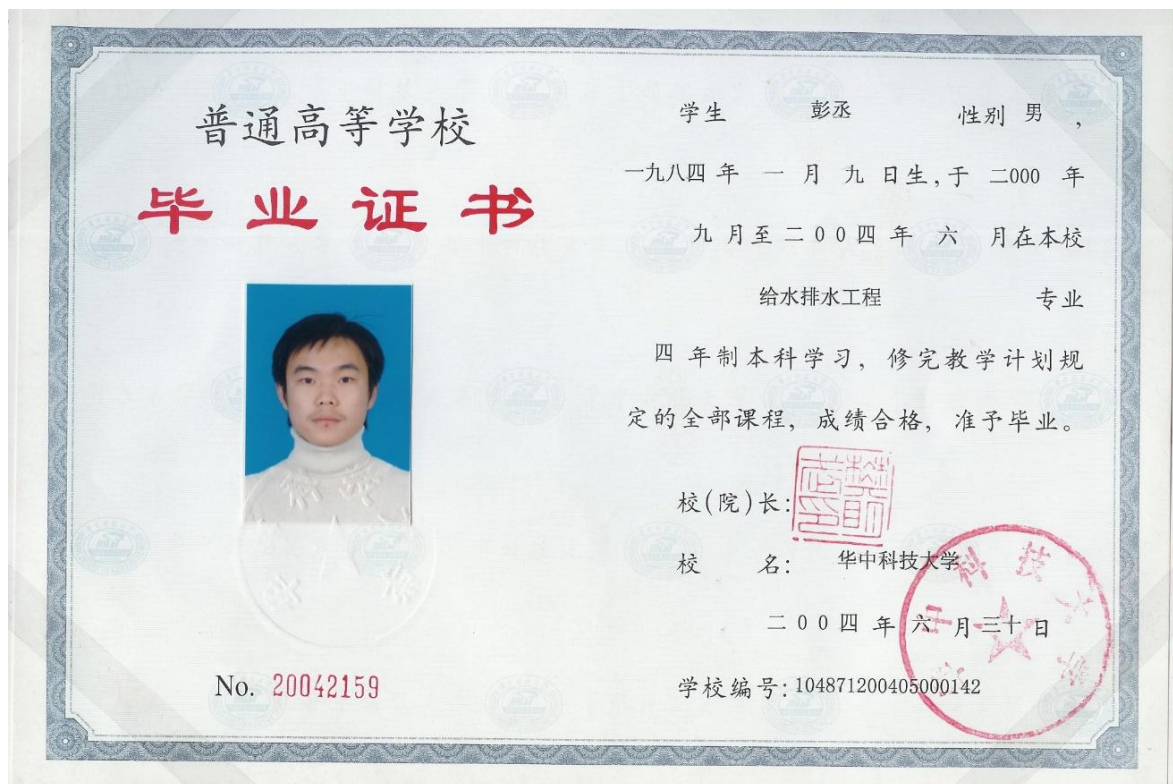 普通高等学校
毕业证书
No. 20042159
学生 彭丞 性别 男 ,
一九八四 年 一 月 九 日生,于 二000 年
九 月至 二 0 0 四 年 六 月在本校
给水排水工程 专业
四 年制本科学习, 修完教学计划规
定的全部课程, 成绩合格, 准予毕业。
校(院)长:
校 名: 华中科技大学
二 0 0 四 年 六 月 三十 日
学校编号: 104871200405000142
中科技大学